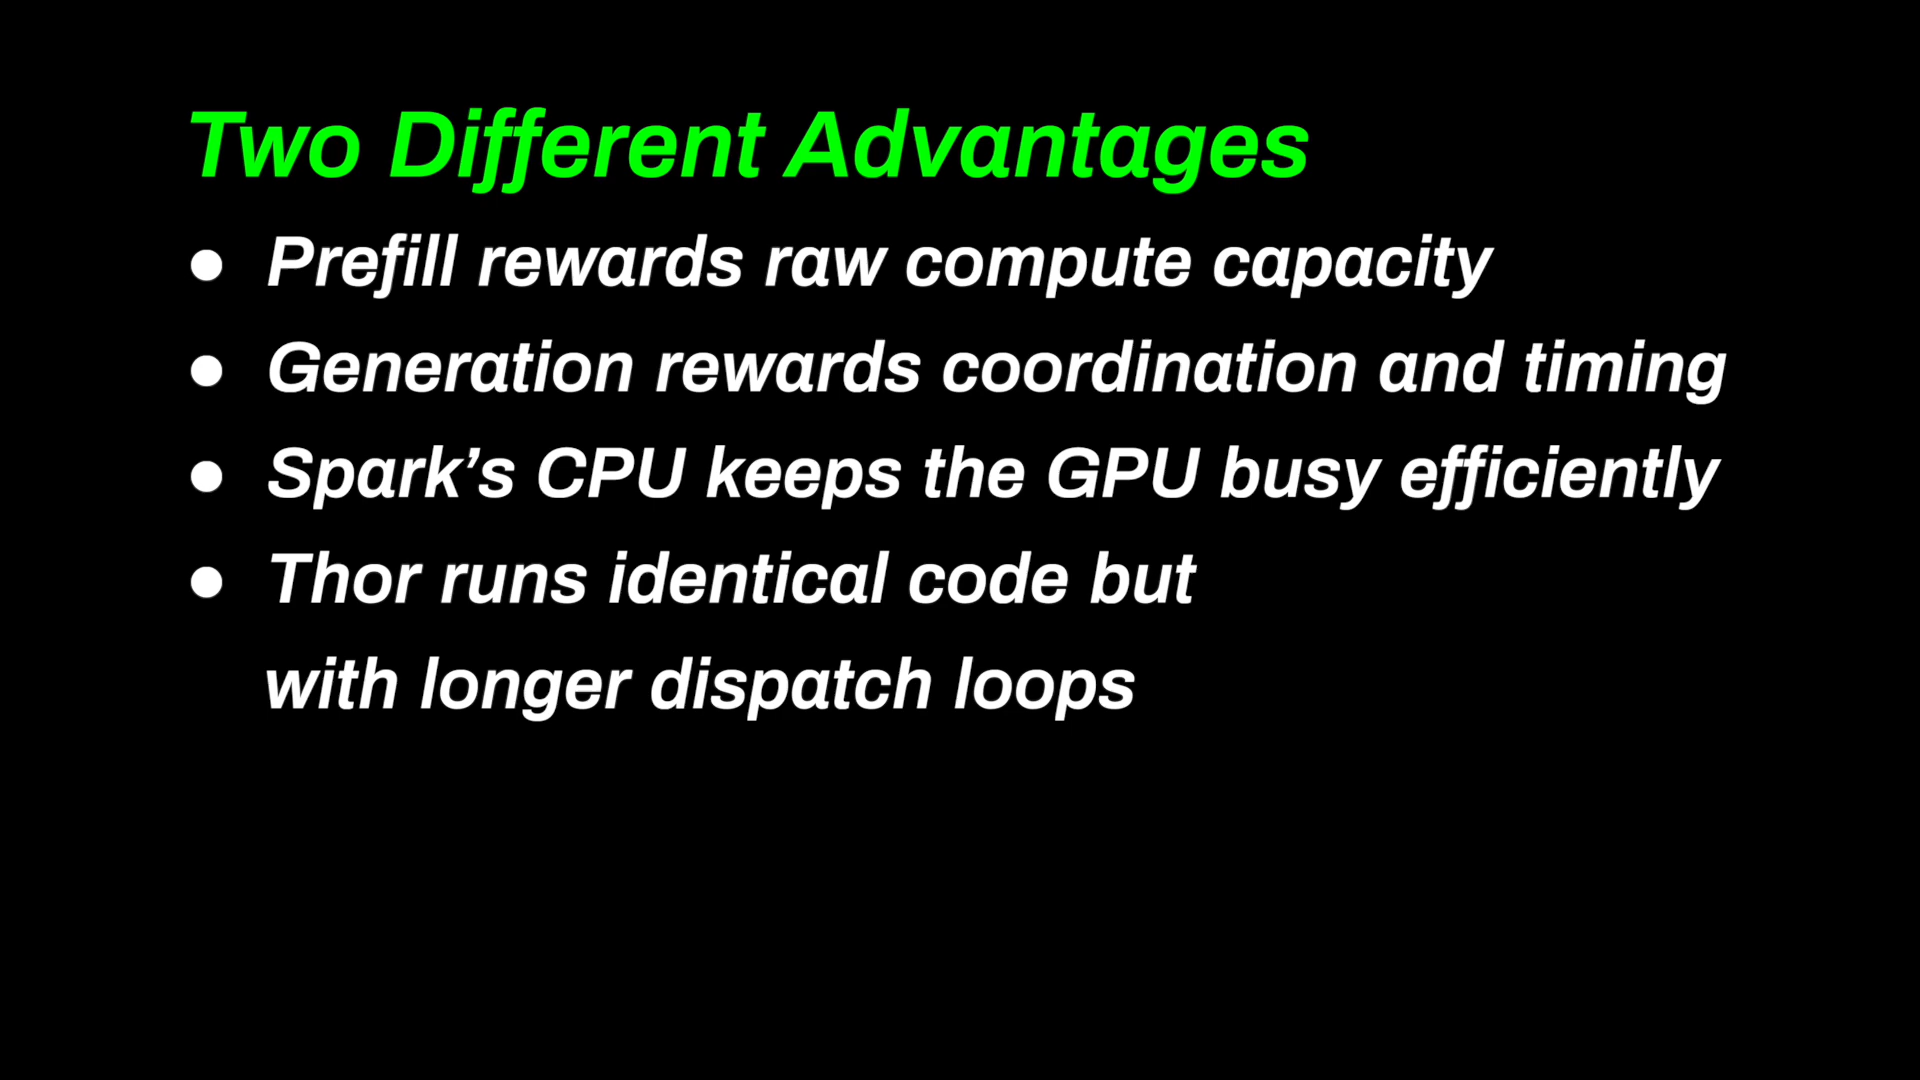 Two Different Advantages
● Prefill rewards raw compute capacity
● Generation rewards coordination and timing
● Spark’s CPU keeps the GPU busy efficiently
● Thor runs identical code but
with longer dispatch loops